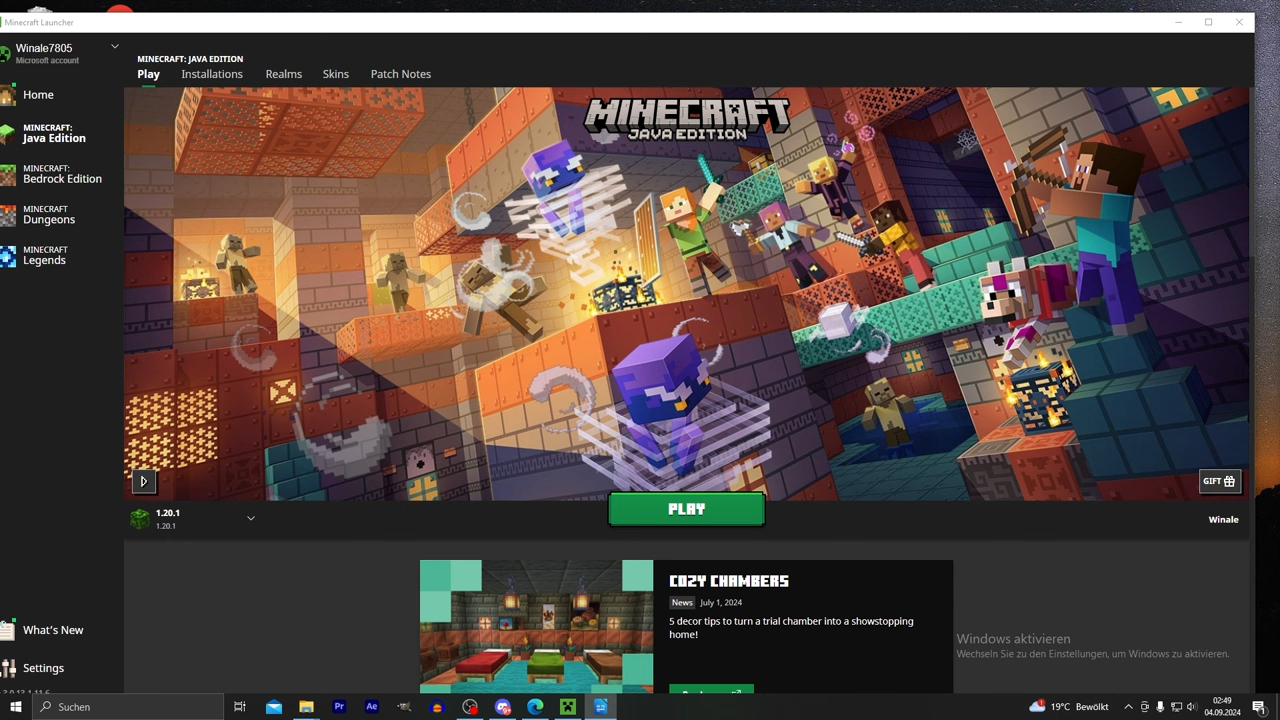 Minecraft Launcher
Winale7805
Microsoft account
Home
MINECRAFT:
Java Edition
MINECRAFT:
Bedrock Edition
MINECRAFT
Dungeons
MINECRAFT
Legends
What's New
Settings
MINECRAFT: JAVA EDITION
Play Installations Realms Skins Patch Notes
MINECRAFT
JAVA EDITION
GIFT
1.20.1
1.20.1
PLAY
Winale
COZY CHAMBERS
News July 1, 2024
5 decor tips to turn a trial chamber into a showstopping
home!
Windows aktivieren
Wechseln Sie zu den Einstellungen, um Windows zu aktivieren.
Suchen
Pr
Ae
19°C Bewölkt
02:49
04.09.2024